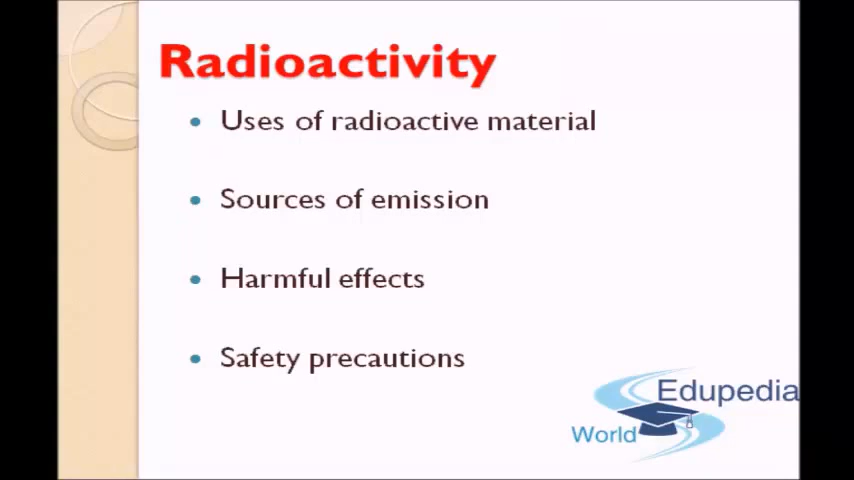 Radioactivity
• Uses of radioactive material
• Sources of emission
• Harmful effects
• Safety precautions
Edupedia
World